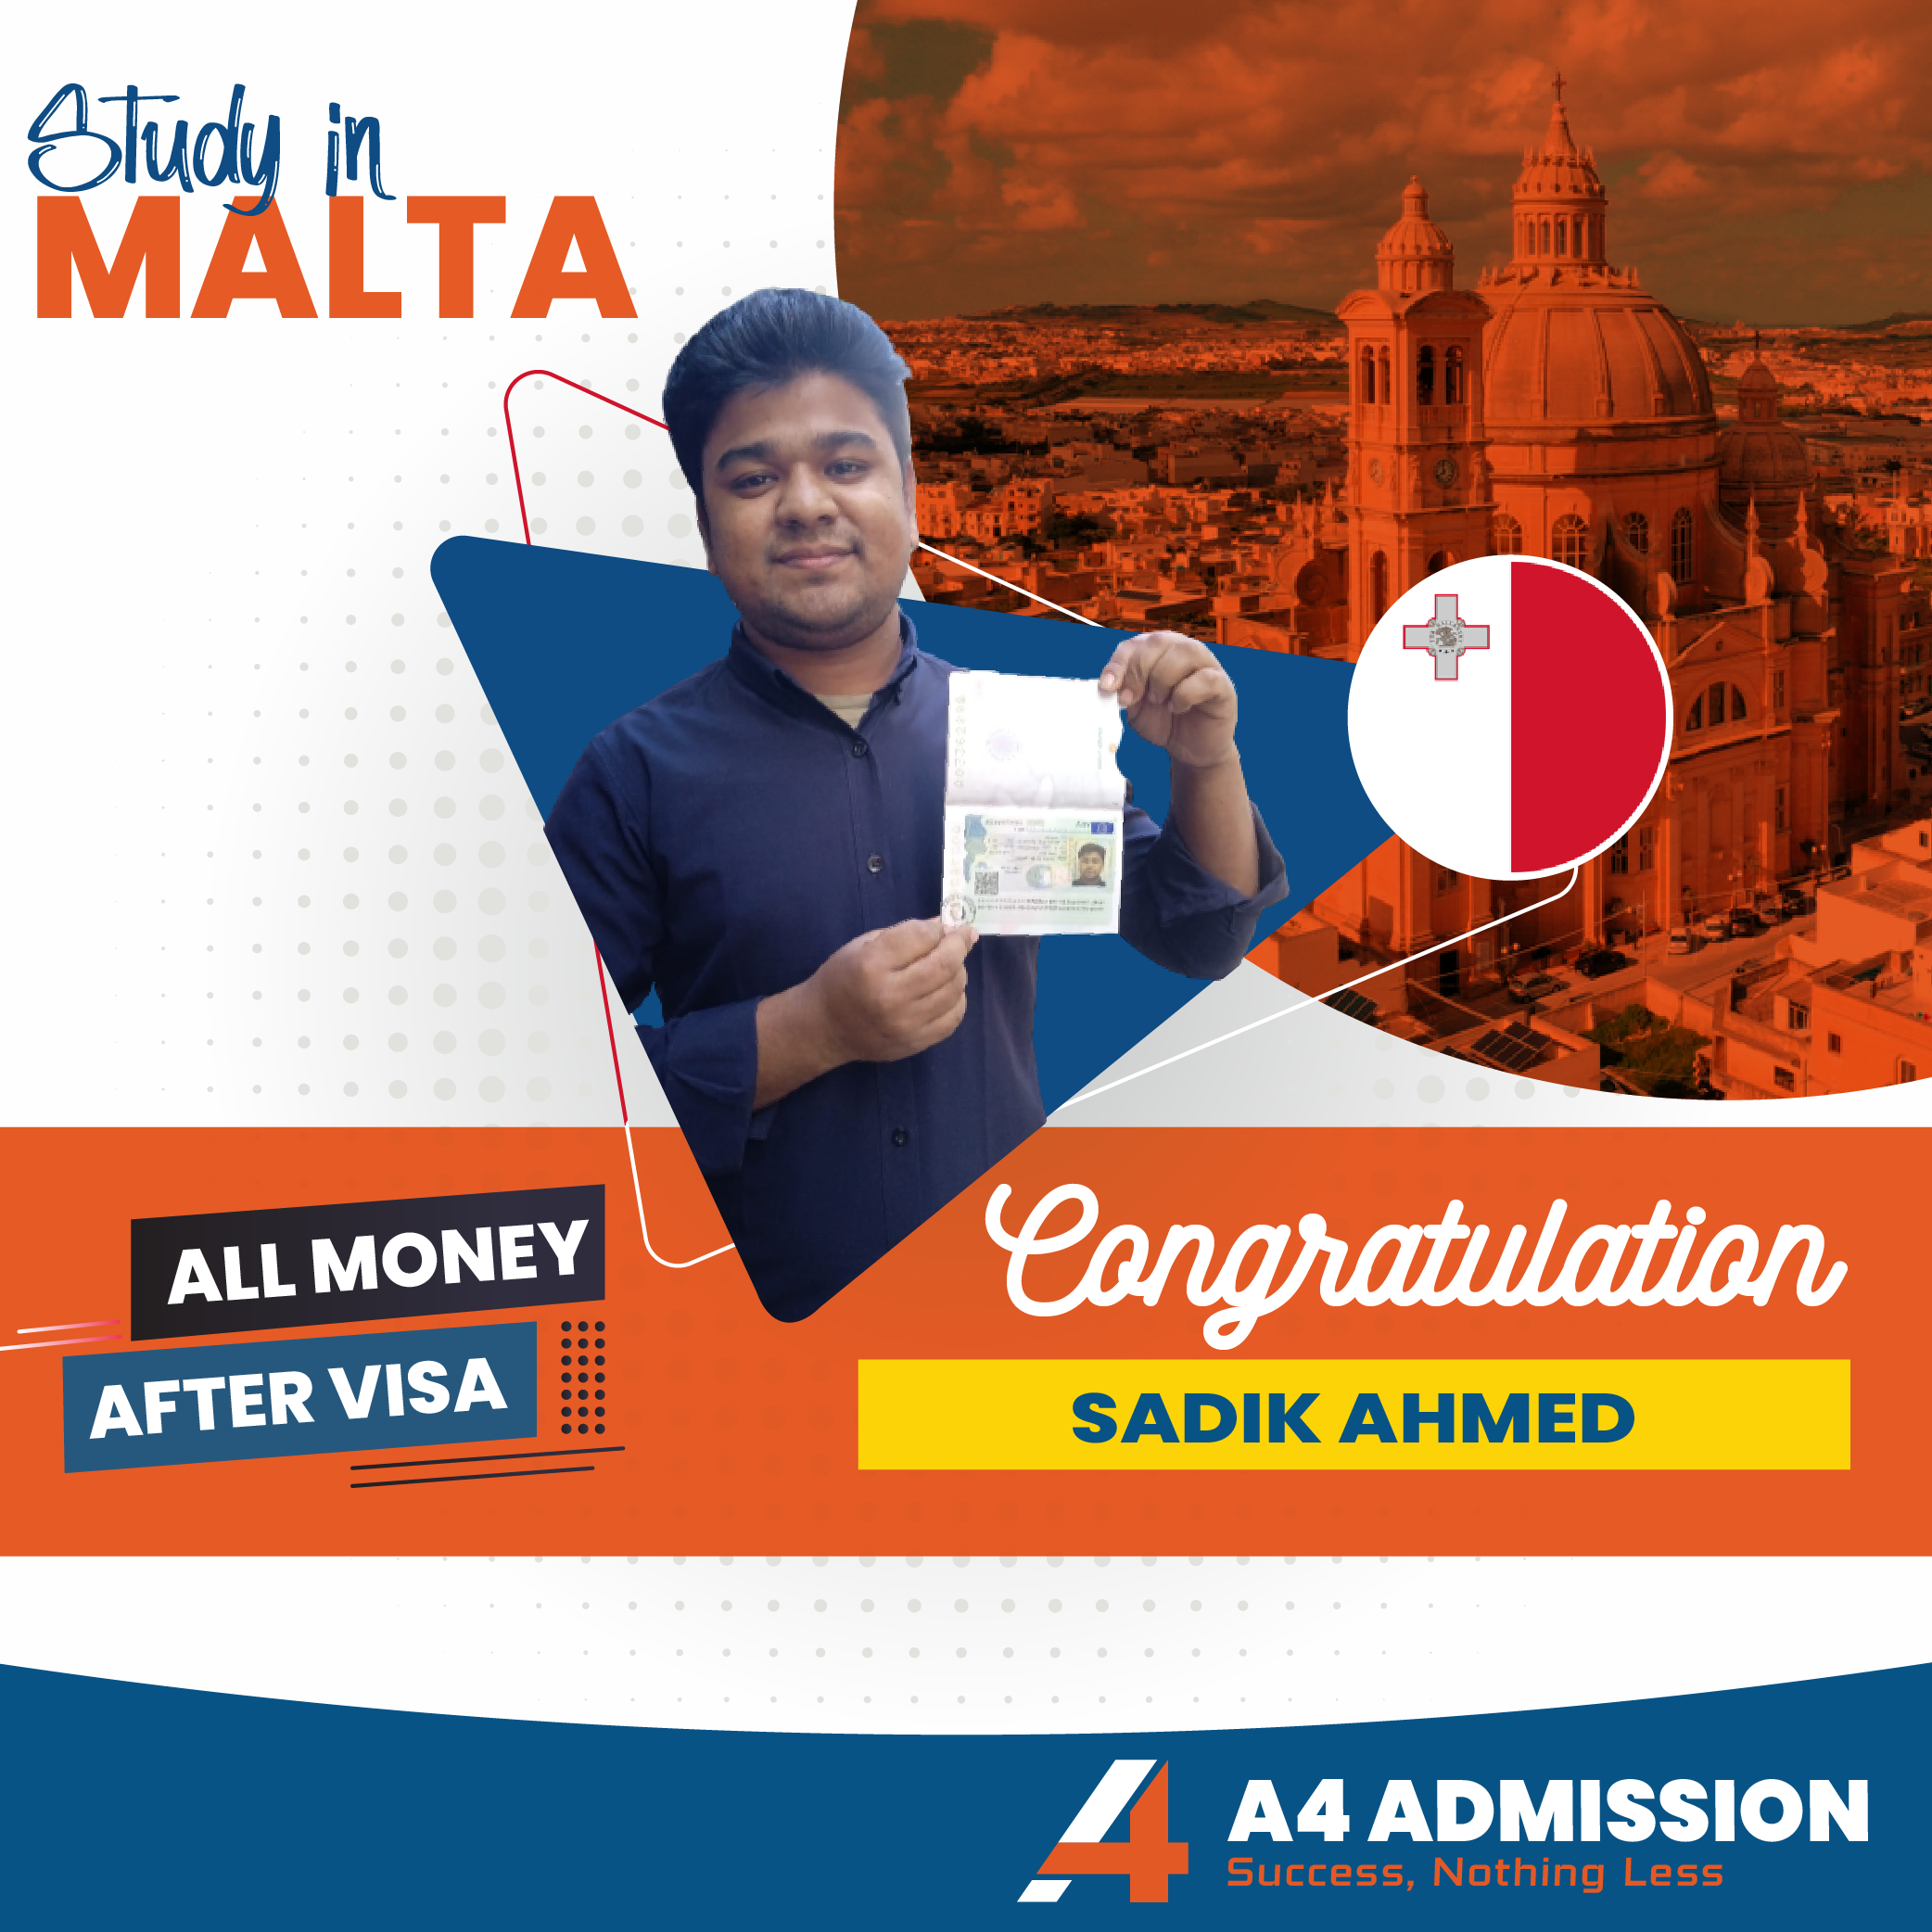 Study in
MALTA
ALL MONEY
AFTER VISA
Congratulation
SADIK AHMED
A4 ADMISSION
Success, Nothing Less